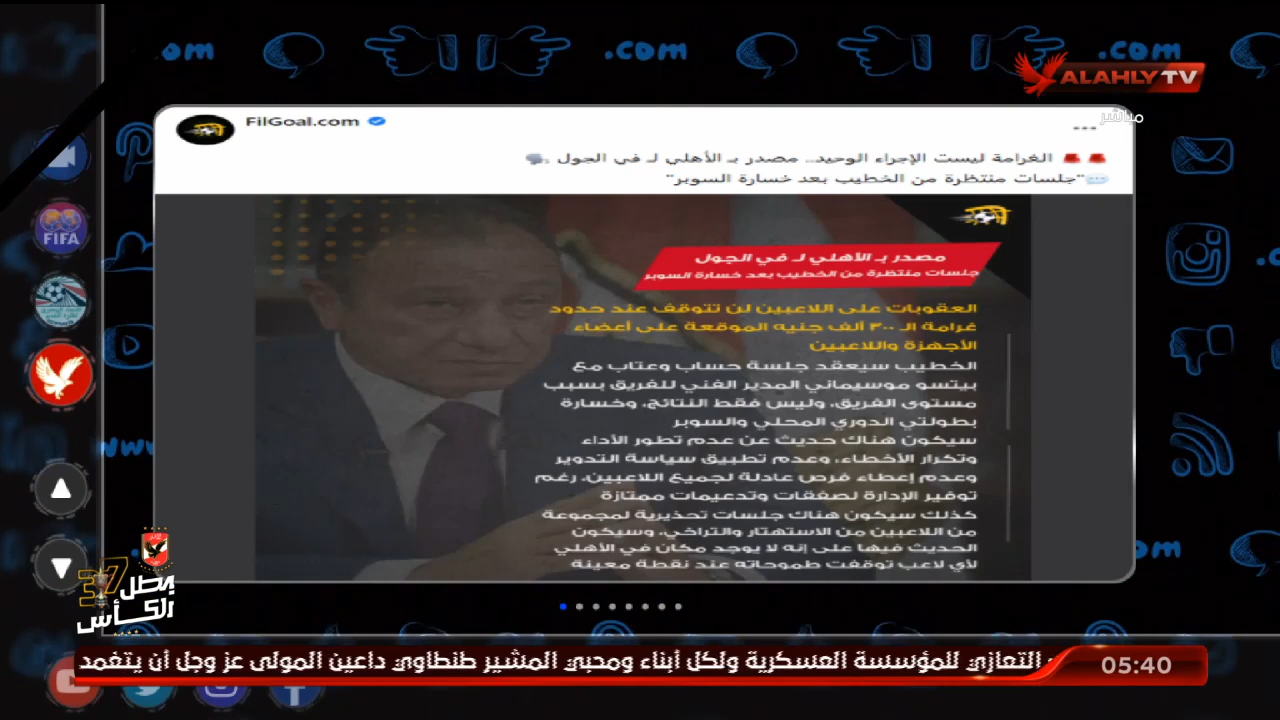 om
.com
.com
ALAHLY TV
مباشر
FilGoal.com
الغرامة ليست الإجراء الوحيد.. مصدر بـ الأهلي لـ في الجول
"جلسات منتظرة من الخطيب بعد خسارة السوبر"
مصدر بـ الأهلي لـ في الجول
جلسات منتظرة من الخطيب بعد خسارة السوبر
العقوبات على اللاعبين لن تتوقف عند حدود
غرامة الـ ٣٠٠ ألف جنيه الموقعة على أعضاء
الأجهزة واللاعبين
الخطيب سيعقد جلسة حساب وعتاب مع
بيتسو موسيماني المدير الفني للفريق بسبب
مستوى الفريق، وليس فقط النتائج، وخسارة
بطولتي الدوري المحلي والسوبر
سيكون هناك حديث عن عدم تطور الأداء
وتكرار الأخطاء، وعدم تطبيق سياسة التدوير
وعدم إعطاء فرص عادلة لجميع اللاعبين، رغم
توفير الإدارة لصفقات وتدعيمات ممتازة
كذلك سيكون هناك جلسات تحذيرية لمجموعة
من اللاعبين من الاستهتار والتراخي، وسيكون
الحديث فيها على إنه لا يوجد مكان في الأهلي
لأي لاعب توقفت طموحاته عند نقطة معينة
FIFA
www
om
بطل
الكأس
37
التعازي للمؤسسة العسكرية ولكل أبناء ومحبي المشير طنطاوي داعين المولى عز وجل أن يتغمد
05:40